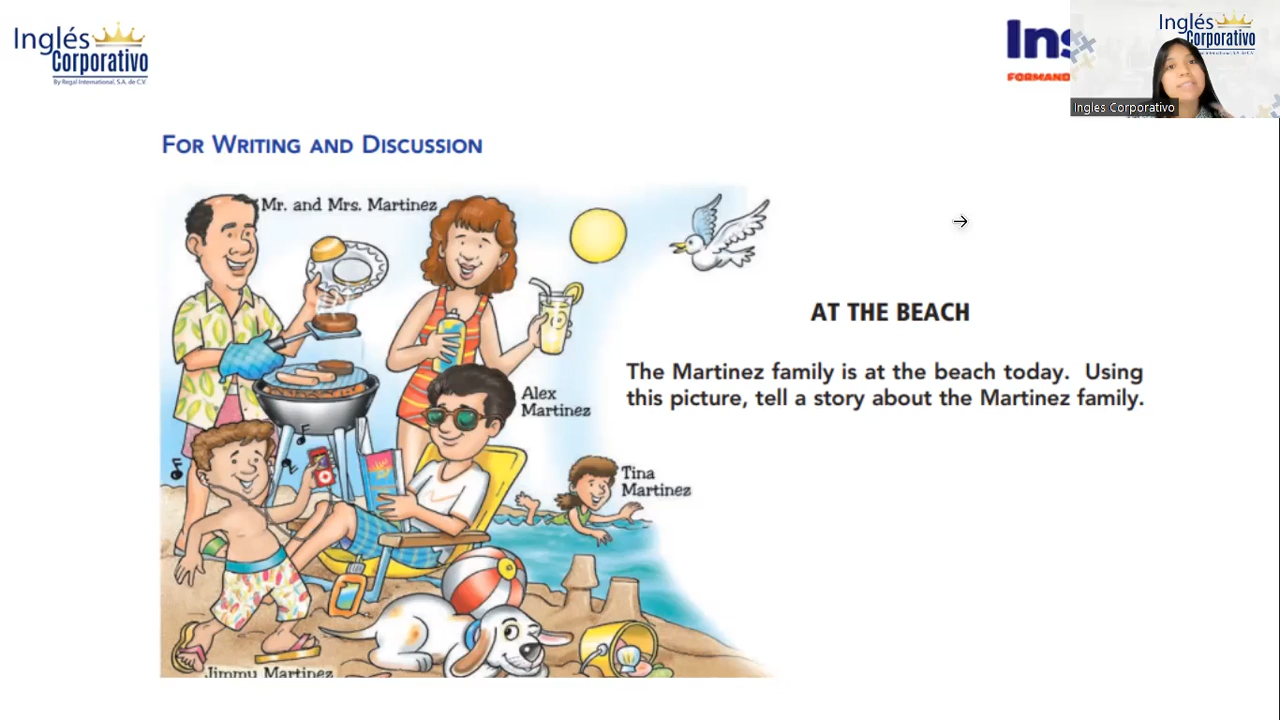 Inglés
Corporativo
By Regal International, S.A. de C.V.
Ins
FORMAND
Inglés
Corporativo
Ingles Corporativo
FOR WRITING AND DISCUSSION
Mr. and Mrs. Martinez
Alex
Martinez
Tina
Martinez
Jimmy Martinez
AT THE BEACH
The Martinez family is at the beach today. Using
this picture, tell a story about the Martinez family.